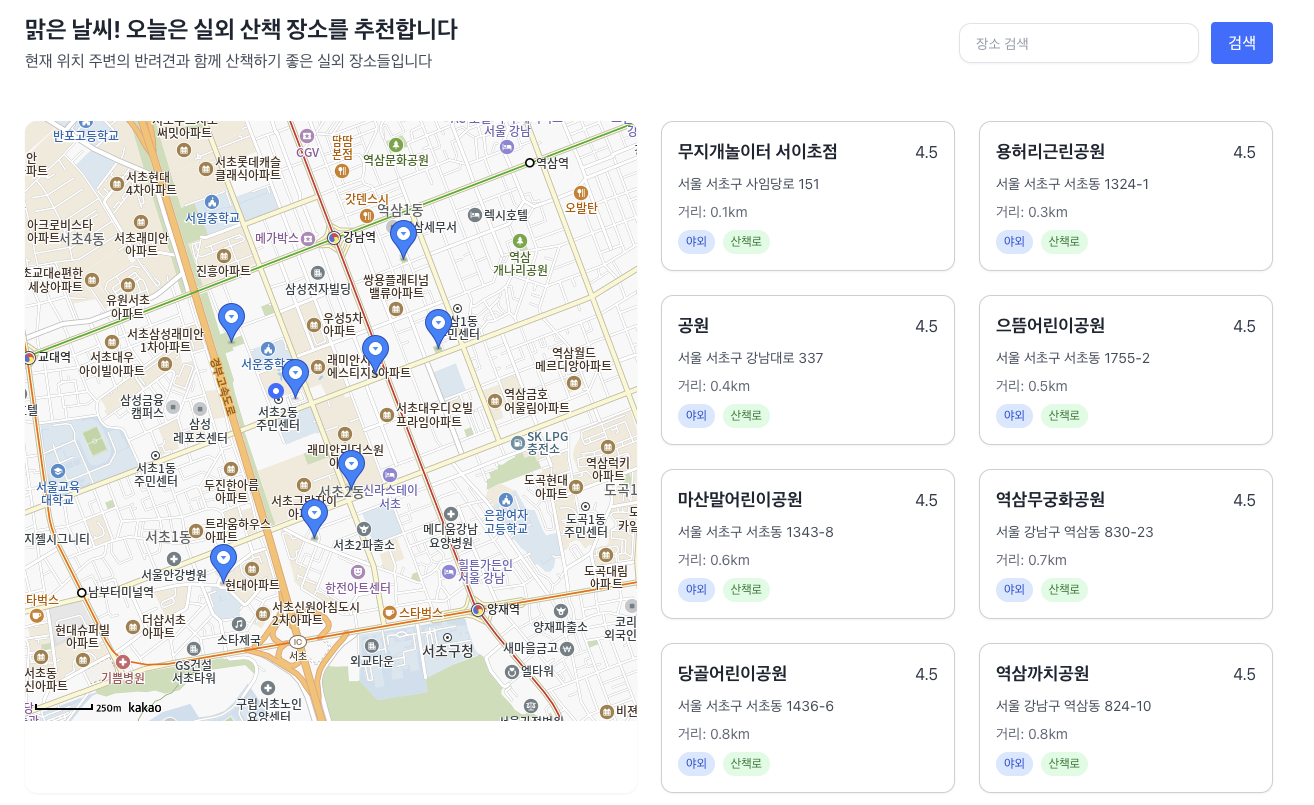 맑은 날씨! 오늘은 실외 산책 장소를 추천합니다
현재 위치 주변의 반려견과 함께 산책하기 좋은 실외 장소들입니다
장소 검색
검색
반포고등학교
써밋아파트
CGV
땀땀
본점
역삼문화공원
서울 강남
역삼역
서초현대
4차아파트
서초롯데캐슬
클래식아파트
서일중학교
갓덴스시
역삼1동
렉시호텔
오발탄
아크로비스타
아파트
서초4동
서초래미안
아파트
메가박스
강남역
삼세무서
역삼
개나리공원
진흥아파트
삼성전자빌딩
쌍용플래티넘
밸류아파트
세상아파트
유원서초
아파트
우성5차
아파트
서초삼성래미안
1차아파트
교대역
서초대우
아이빌아파트
서운중학교
에스티지S아파트
역삼월드
메르디앙아파트
경부고속도로
삼성금융
캠퍼스
삼성
레포츠센터
서초2동
주민센터
서초대우디오빌
프라임아파트
역삼금호
어울림아파트
SK LPG
충전소
서초1동
주민센터
래미안리더스원
서울교육
대학교
두진한아름
아파트
서초2동
신라스테이
서초
도곡현대
아파트
역삼럭키
아파트
은광여자
고등학교
도곡1동
주민센터
서초1동
트라움하우스
아파트
서초2파출소
메디움강남
요양병원
서울안강병원
현대아파트
한전아트센터
힐튼가든인
서울 강남
도곡대림
아파트
남부터미널역
더샵서초
아파트
현대슈퍼빌
아파트
스타제국
서초신원아침도시
2차아파트
스타벅스
양재역
양재파출소
IC
서초
외교타운
서초구청
새마을금고
엘타워
기쁨병원
GS건설
서초타워
구립서초노인
요양센터
250m
kakao
무지개놀이터 서이초점
4.5
서울 서초구 사임당로 151
거리: 0.1km
야외
산책로
용허리근린공원
4.5
서울 서초구 서초동 1324-1
거리: 0.3km
야외
산책로
공원
4.5
서울 서초구 강남대로 337
거리: 0.4km
야외
산책로
으뜸어린이공원
4.5
서울 서초구 서초동 1755-2
거리: 0.5km
야외
산책로
마산말어린이공원
4.5
서울 서초구 서초동 1343-8
거리: 0.6km
야외
산책로
역삼무궁화공원
4.5
서울 강남구 역삼동 830-23
거리: 0.7km
야외
산책로
당골어린이공원
4.5
서울 서초구 서초동 1436-6
거리: 0.8km
야외
산책로
역삼까치공원
4.5
서울 강남구 역삼동 824-10
거리: 0.8km
야외
산책로